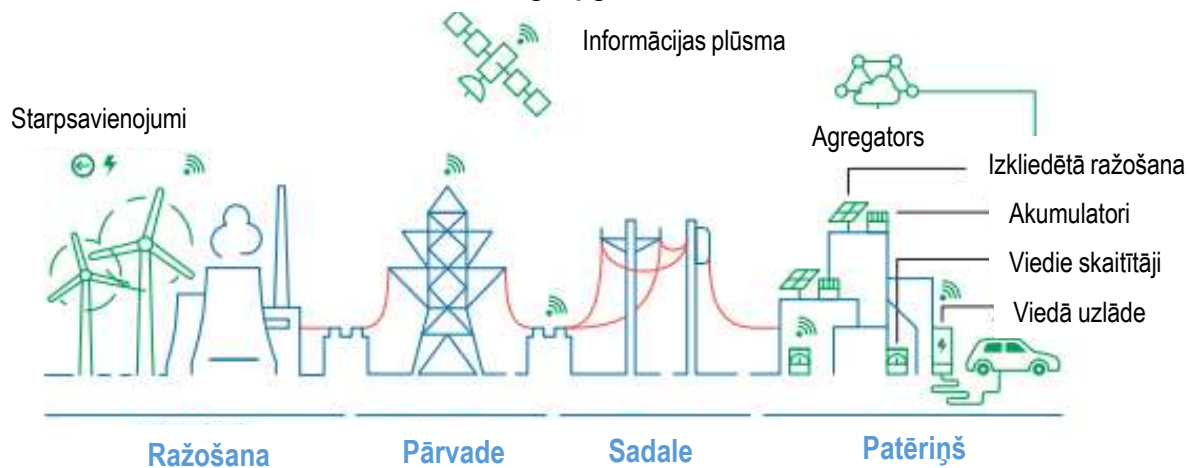 Informācijas plūsma
Starpsavienojumi
Agregators
Izkliedētā ražošana
Akumulatori
Viedie skaitītāji
Viedā uzlāde
Ražošana
Pārvade
Sadale
Patēriņš